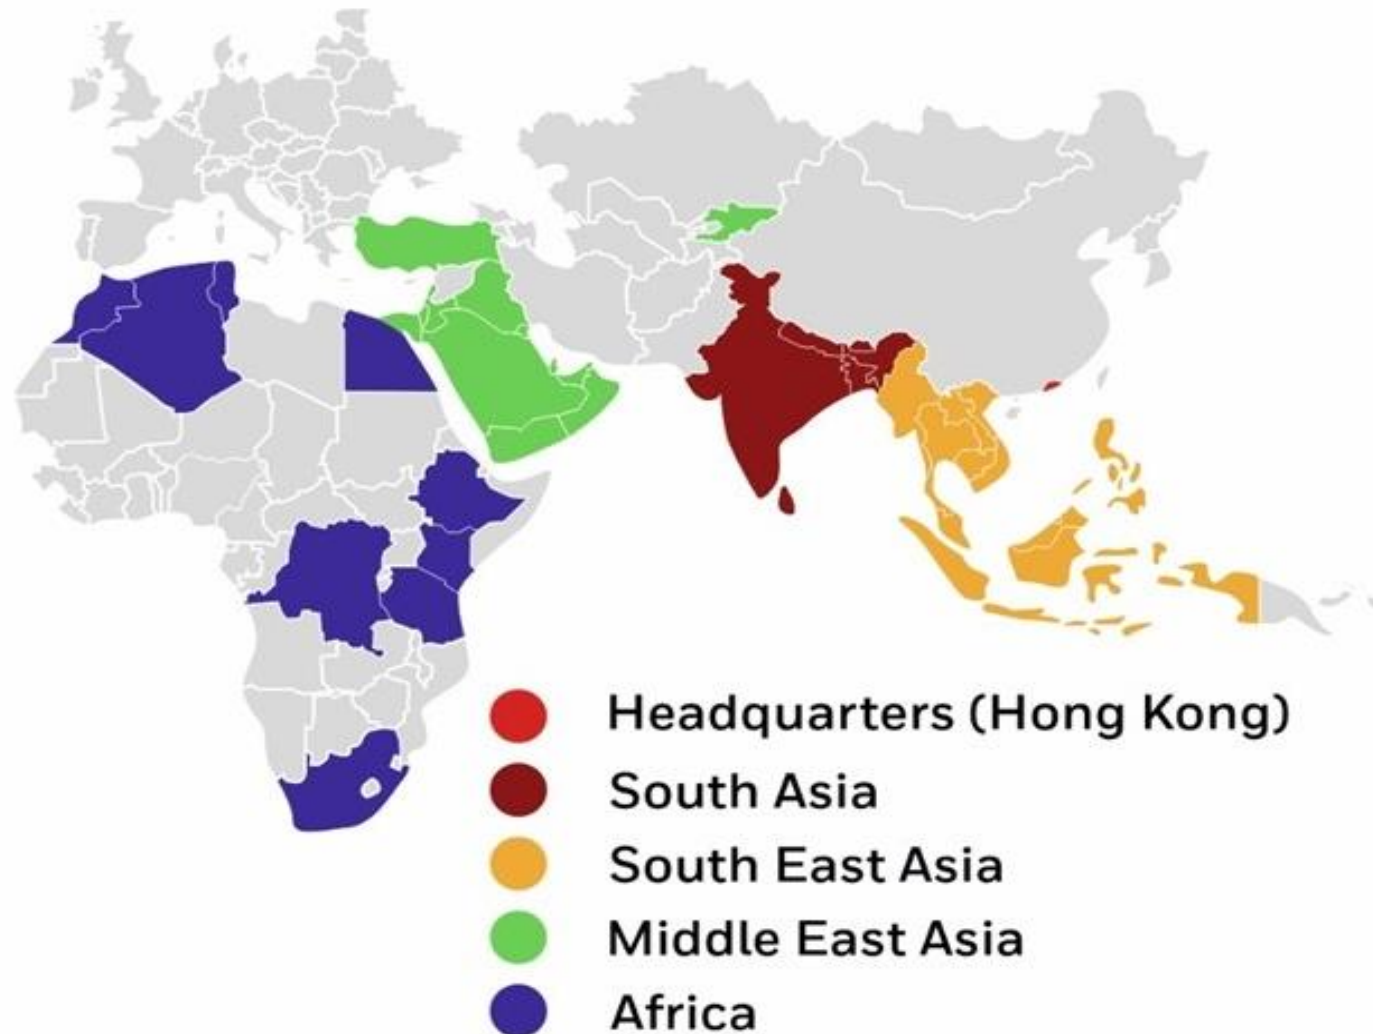 Headquarters (Hong Kong)
South Asia
South East Asia
Middle East Asia
Africa